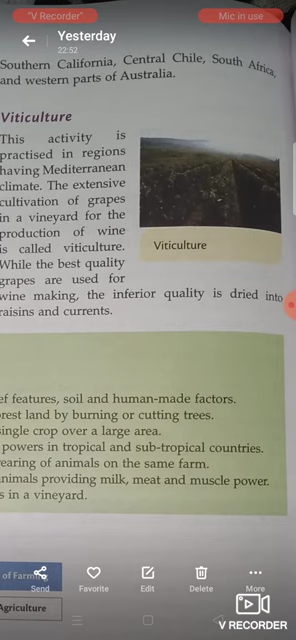 "V Recorder"
Mic in use
Yesterday
22:52
Southern California, Central Chile, South Africa,
and western parts of Australia.
Viticulture
This activity is
practised in regions
having Mediterranean
climate. The extensive
cultivation of grapes
in a vineyard for the
production of wine
is called viticulture.
While the best quality
grapes are used for
wine making, the inferior quality is dried into
raisins and currents.
Viticulture
ef features, soil and human-made factors.
orest land by burning or cutting trees.
single crop over a large area.
powers in tropical and sub-tropical countries.
rearing of animals on the same farm.
animals providing milk, meat and muscle power.
s in a vineyard.
of Farming
Agriculture
Send
Favorite
Edit
Delete
More
V RECORDER